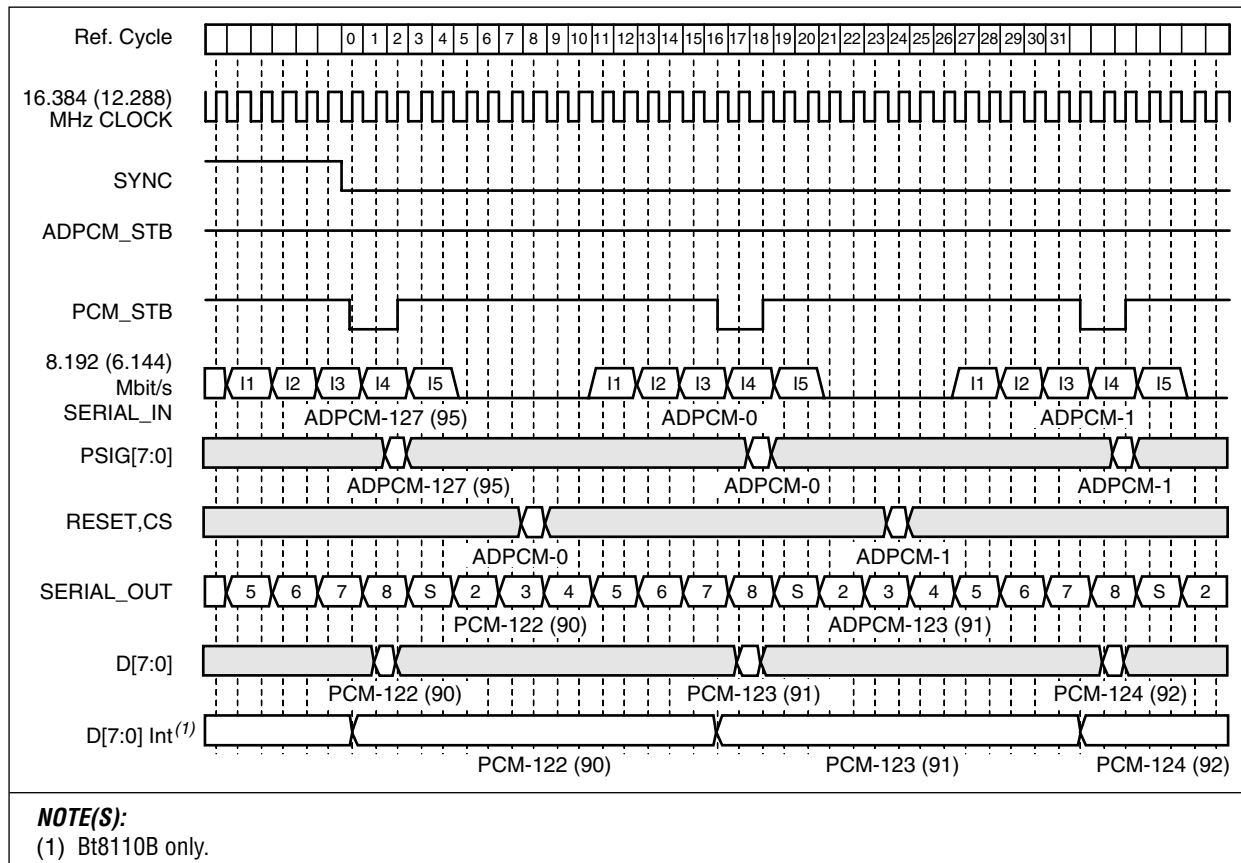 Ref. Cycle 0 1 2 3 4 5 6 7 8 9 10 11 12 13 14 15 16 17 18 19 20 21 22 23 24 25 26 27 28 29 30 31
16.384 (12.288)
MHz CLOCK
SYNC
ADPCM_STB
PCM_STB
8.192 (6.144)
Mbit/s
SERIAL_IN
I1 I2 I3 I4 I5 I1 I2 I3 I4 I5 I1 I2 I3 I4 I5
ADPCM-127 (95) ADPCM-0 ADPCM-1
PSIG[7:0]
ADPCM-127 (95) ADPCM-0 ADPCM-1
RESET,CS
ADPCM-0 ADPCM-1
SERIAL_OUT 5 6 7 8 S 2 3 4 5 6 7 8 S 2 3 4 5 6 7 8 S 2
PCM-122 (90) ADPCM-123 (91)
D[7:0]
PCM-122 (90) PCM-123 (91) PCM-124 (92)
D[7:0] Int(1)
PCM-122 (90) PCM-123 (91) PCM-124 (92)
NOTE(S):
(1) Bt8110B only.